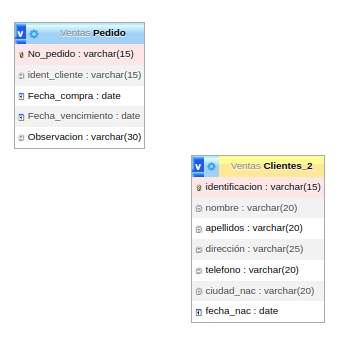 v Ventas Pedido
No_pedido : varchar(15)
ident_cliente : varchar(15)
Fecha_compra : date
Fecha_vencimiento : date
Observacion : varchar(30)
v Ventas Clientes_2
identificacion : varchar(15)
nombre : varchar(20)
apellidos : varchar(20)
dirección : varchar(25)
telefono : varchar(20)
ciudad_nac : varchar(20)
fecha_nac : date